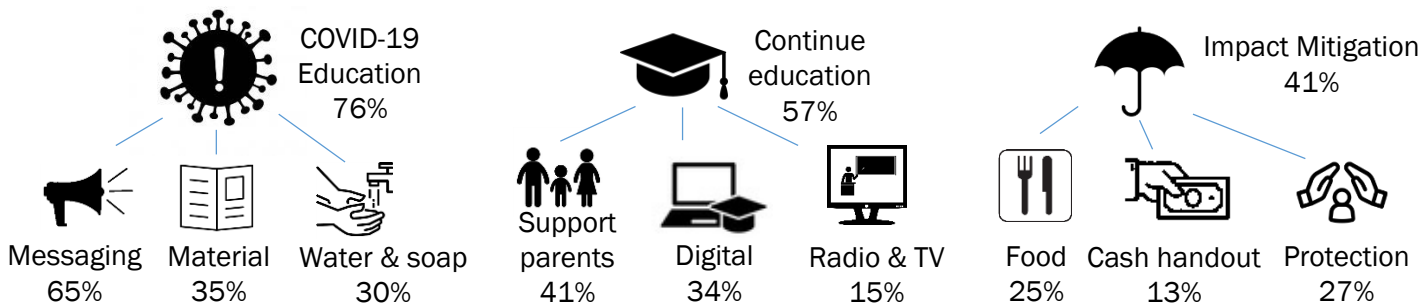 COVID-19
Education
76%
Continue
education
57%
Impact Mitigation
41%
Messaging
65%
Material
35%
Water & soap
30%
Support
parents
41%
Digital
34%
Radio & TV
15%
Food
25%
Cash handout
13%
Protection
27%